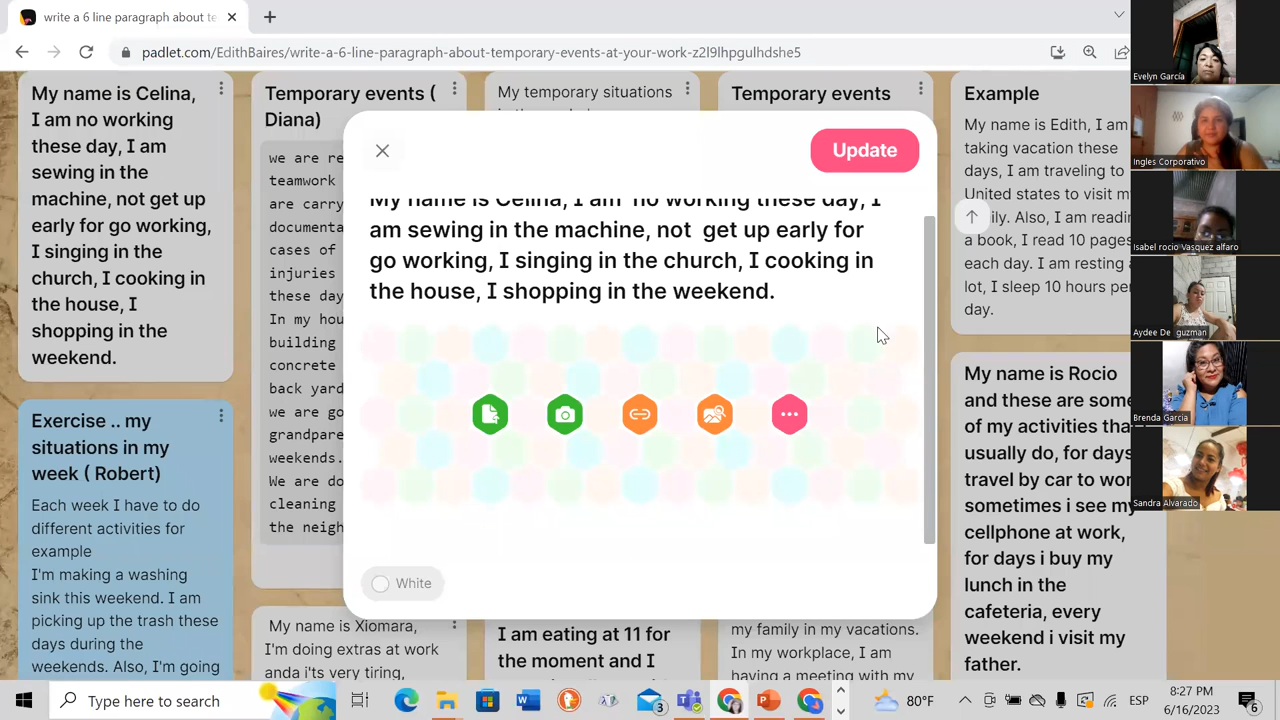 write a 6 line paragraph about te
padlet.com/EdithBaires/write-a-6-line-paragraph-about-temporary-events-at-your-work-z2l9lhpgulhdshe5
My name is Celina,
I am no working
these day, I am
sewing in the
machine, not get up
early for go working,
I singing in the
church, I cooking in
the house, I
shopping in the
weekend.
Exercise .. my
situations in my
week ( Robert)
Each week I have to do
different activities for
example
I'm making a washing
sink this weekend. I am
picking up the trash these
days during the
weekends. Also, I'm going
Temporary events (
Diana)
we are re
teamwork
are carry
documenta
cases of
injuries
these day
In my hou
building
concrete
back yard
we are go
grandpare
weekends.
We are do
cleaning
the neigh
My name is Xiomara,
I'm doing extras at work
anda i'ts very tiring,
My temporary situations
I am eating at 11 for
the moment and I
Temporary events
my family in my vacations.
In my workplace, I am
having a meeting with my
Update
My name is Celina, I am no working these day, I
am sewing in the machine, not get up early for
go working, I singing in the church, I cooking in
the house, I shopping in the weekend.
White
Example
My name is Edith, I am
taking vacation these
days, I am traveling to
United states to visit my
ily. Also, I am readi
a book, I read 10 pages
each day. I am resting a
lot, I sleep 10 hours per
day.
My name is Rocio
and these are some
of my activities tha
usually do, for days
travel by car to wor
sometimes i see my
cellphone at work,
for days i buy my
lunch in the
cafeteria, every
weekend i visit my
father.
Evelyn García
Ingles Corporativo
Isabel rocio Vasquez alfaro
Aydee De guzman
Brenda Garcia
Sandra Alvarado
Type here to search
3
80°F
ESP
8:27 PM
6/16/2023
6